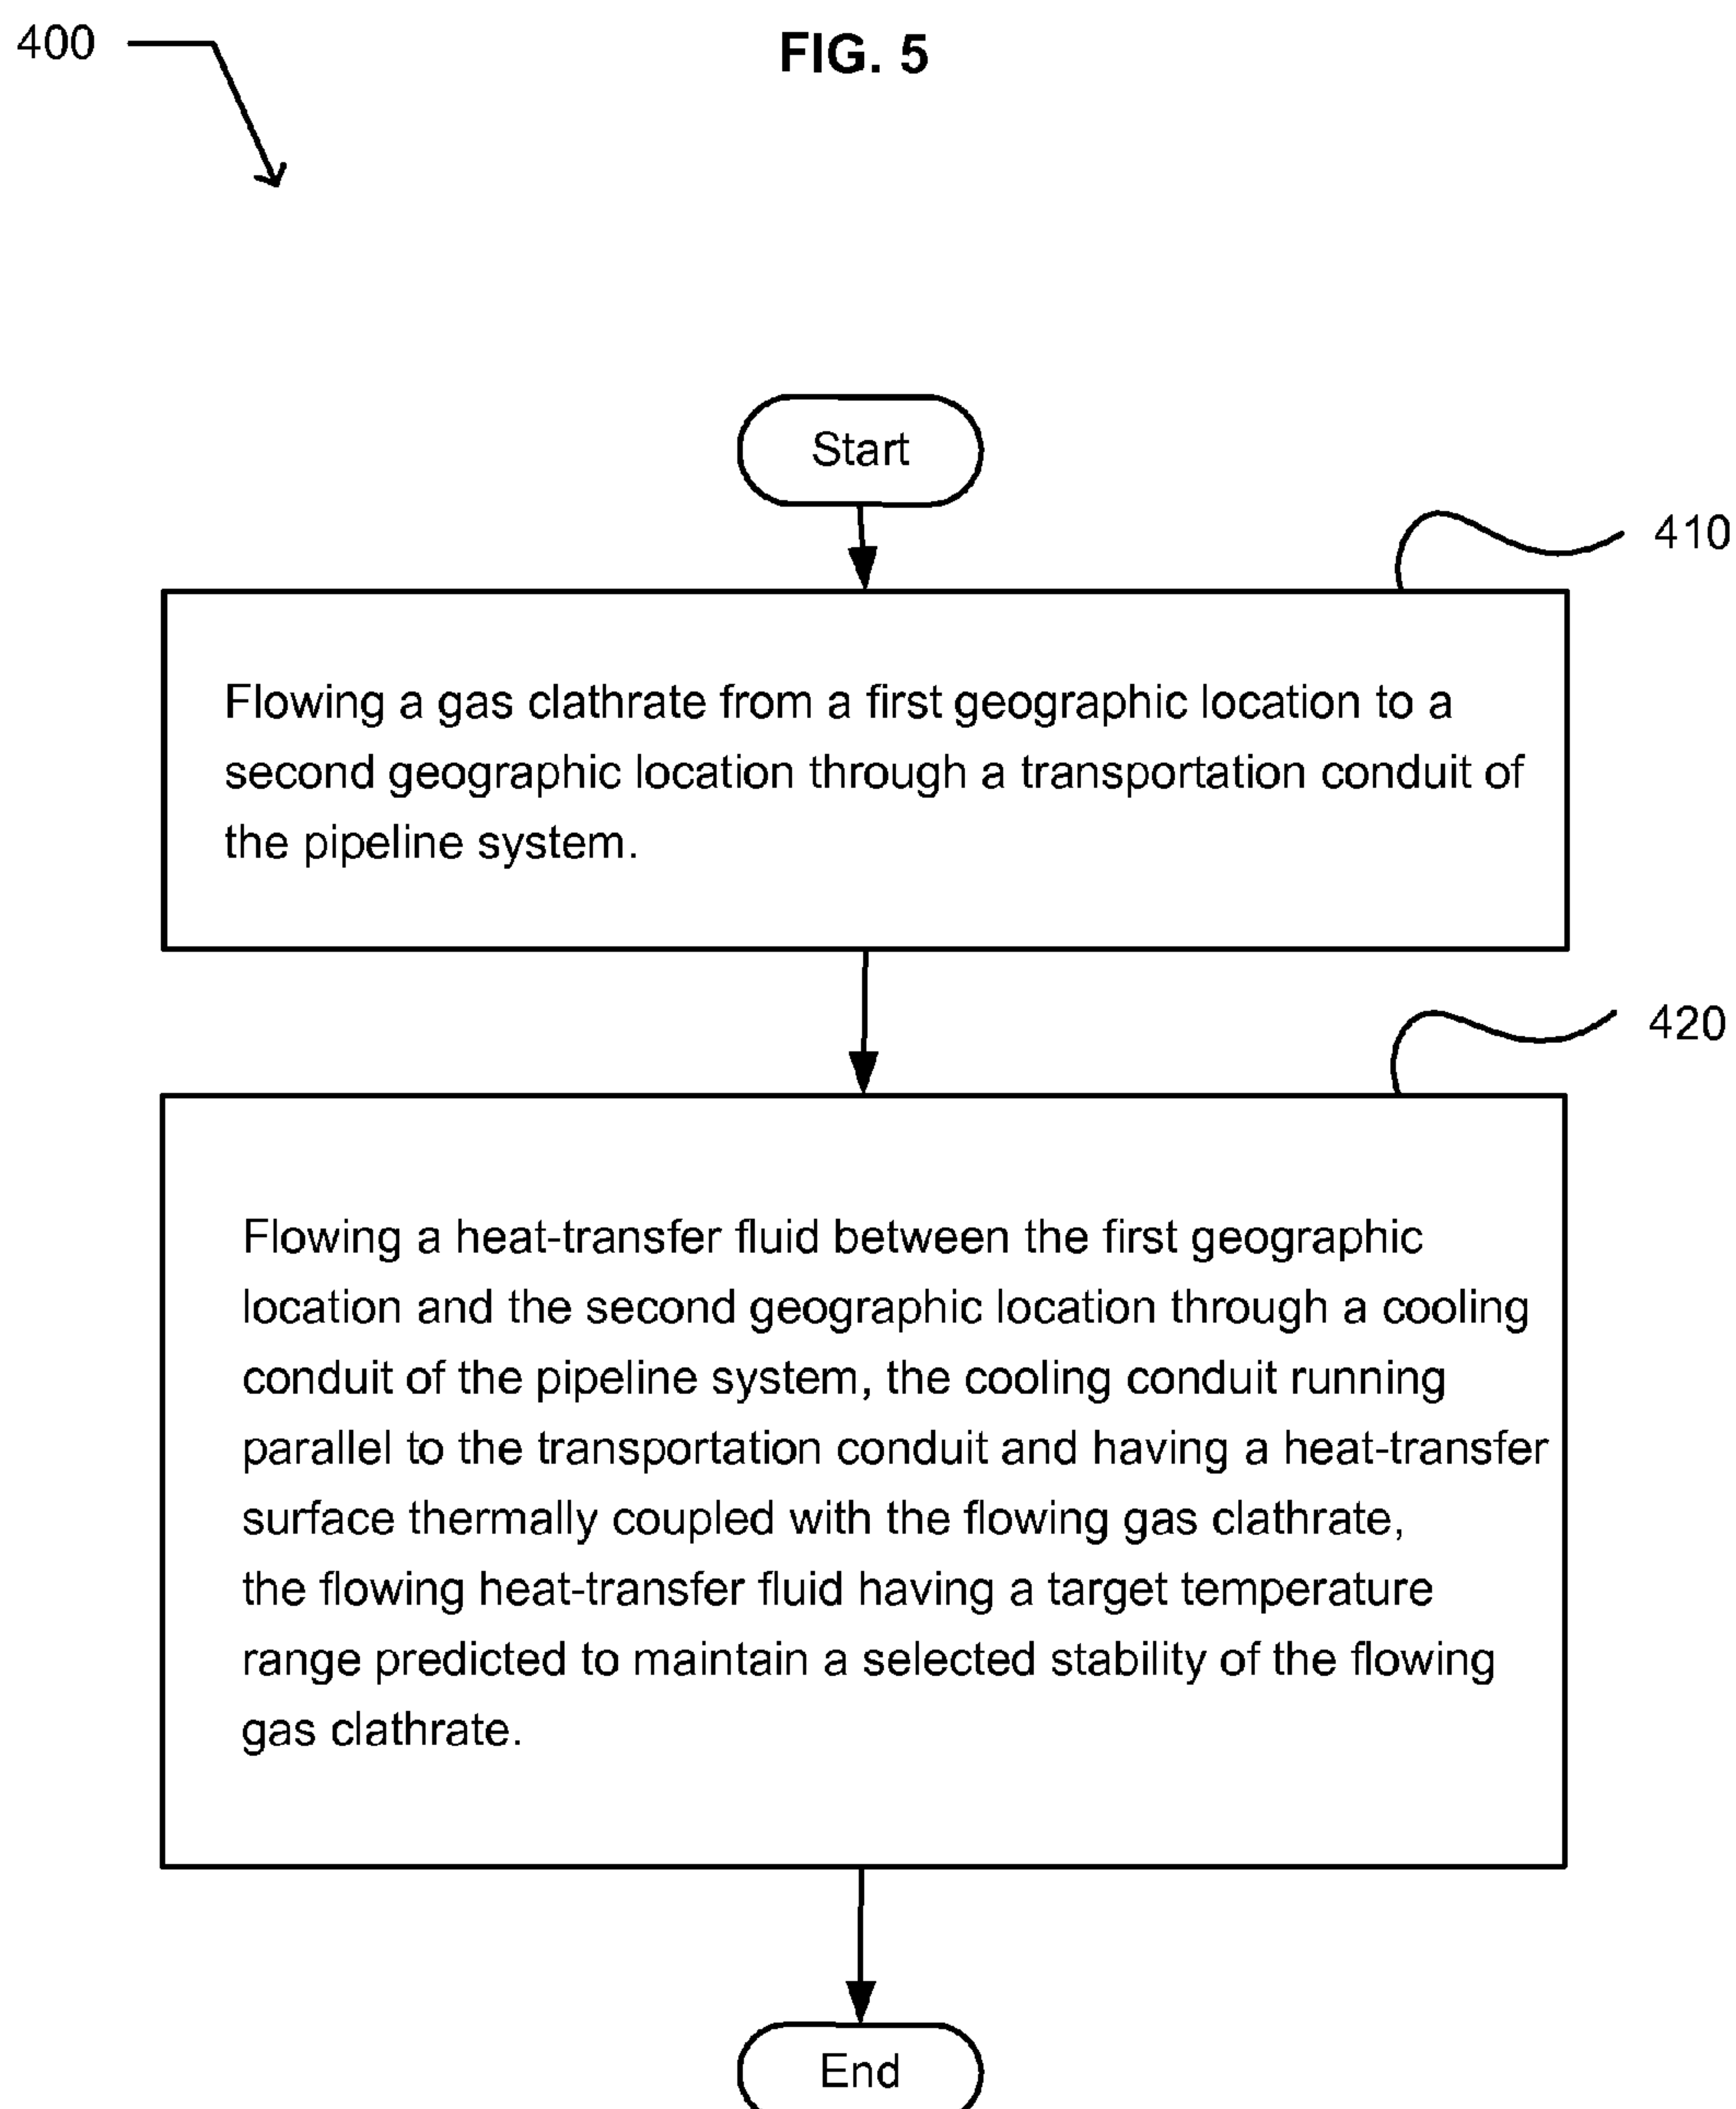 400
FIG. 5
Start
410
Flowing a gas clathrate from a first geographic location to a
second geographic location through a transportation conduit of
the pipeline system.
420
Flowing a heat-transfer fluid between the first geographic
location and the second geographic location through a cooling
conduit of the pipeline system, the cooling conduit running
parallel to the transportation conduit and having a heat-transfer
surface thermally coupled with the flowing gas clathrate,
the flowing heat-transfer fluid having a target temperature
range predicted to maintain a selected stability of the flowing
gas clathrate.
End